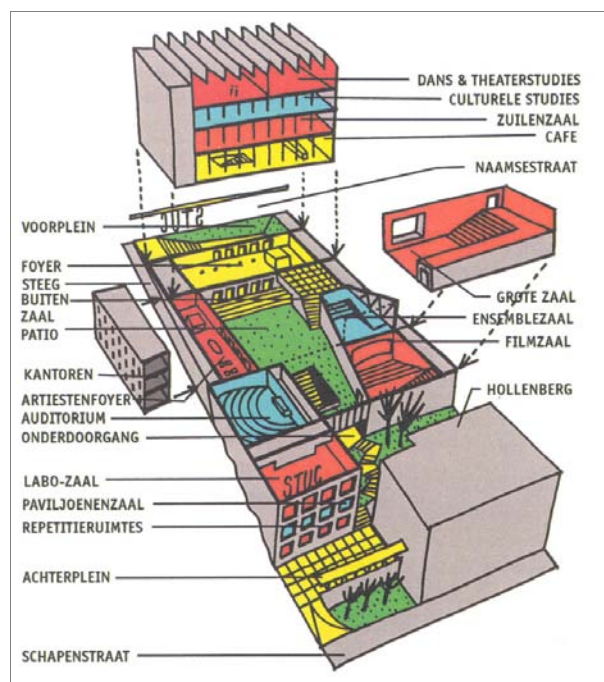 DANS & THEATERSTUDIES
CULTURELE STUDIES
ZUILENZAAL
CAFE
NAAMSESTRAAT
VOORPLEIN
FOYER
STEEG
BUITEN
ZAAL
PATIO
GROTE ZAAL
ENSEMBLEZAAL
FILMZAAL
KANTOREN
HOLLENBERG
ARTIESTENFOYER
AUDITORIUM
ONDERDOORGANG
LABO-ZAAL
STUC
PAVILJOENENZAAL
REPETITIERUIMTES
ACHTERPLEIN
SCHAPENSTRAAT